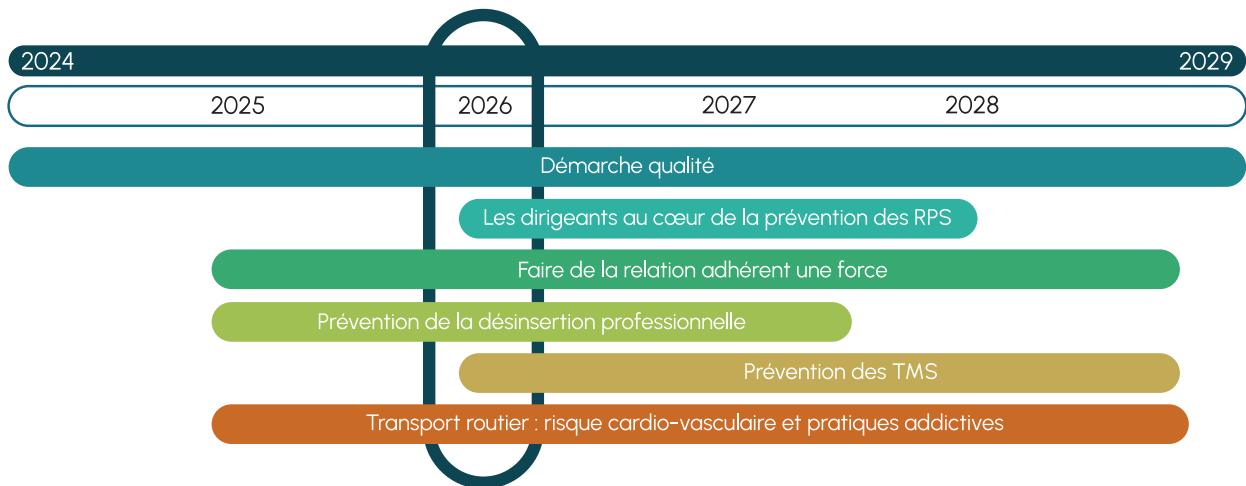 2024 2029
2025 2026 2027 2028
Démarche qualité
Les dirigeants au cœur de la prévention des RPS
Faire de la relation adhérent une force
Prévention de la désinsertion professionnelle
Prévention des TMS
Transport routier : risque cardio-vasculaire et pratiques addictives